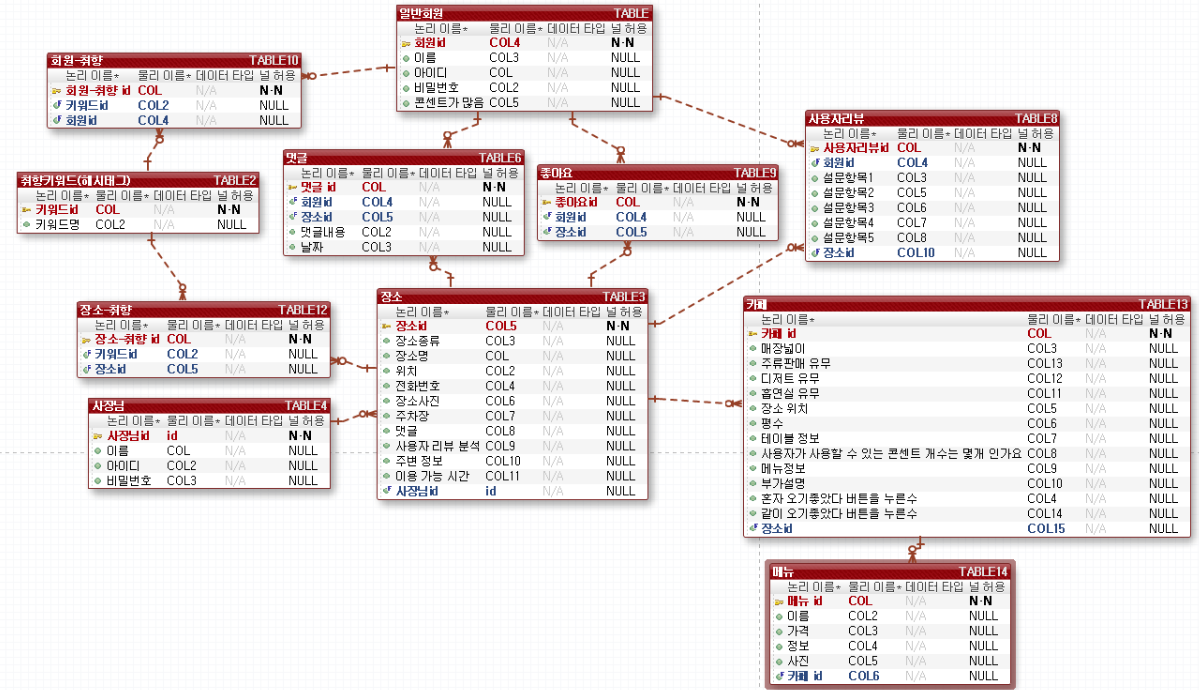 일반회원 TABLE
논리 이름* 물리 이름* 데이터 타입 널 허용
회원id COL4 N/A N-N
이름 COL3 N/A NULL
아이디 COL N/A NULL
비밀번호 COL2 N/A NULL
콘센트가 많음 COL5 N/A NULL
회원-취향 TABLE10
논리 이름* 물리 이름* 데이터 타입 널 허용
회원-취향 id COL N/A N-N
키워드id COL2 N/A NULL
회원id COL4 N/A NULL
사용자리뷰 TABLE8
논리 이름* 물리 이름* 데이터 타입 널 허용
사용자리뷰id COL N/A N-N
회원id COL4 N/A NULL
설문항목1 COL3 N/A NULL
설문항목2 COL5 N/A NULL
설문항목3 COL6 N/A NULL
설문항목4 COL7 N/A NULL
설문항목5 COL8 N/A NULL
장소id COL10 N/A NULL
댓글 TABLE6
논리 이름* 물리 이름* 데이터 타입 널 허용
댓글 id COL N/A N-N
회원id COL4 N/A NULL
장소id COL5 N/A NULL
댓글내용 COL2 N/A NULL
날짜 COL3 N/A NULL
좋아요 TABLE9
논리 이름* 물리 이름* 데이터 타입 널 허용
좋아요id COL N/A N-N
회원id COL4 N/A NULL
장소id COL5 N/A NULL
취향키워드(해시태그) TABLE2
논리 이름* 물리 이름* 데이터 타입 널 허용
키워드id COL N/A N-N
키워드명 COL2 N/A NULL
장소-취향 TABLE12
논리 이름* 물리 이름* 데이터 타입 널 허용
장소-취향 id COL N/A N-N
키워드id COL2 N/A NULL
장소id COL5 N/A NULL
장소 TABLE3
논리 이름* 물리 이름* 데이터 타입 널 허용
장소id COL5 N/A N-N
장소종류 COL3 N/A NULL
장소명 COL N/A NULL
위치 COL2 N/A NULL
전화번호 COL4 N/A NULL
장소사진 COL6 N/A NULL
주차장 COL7 N/A NULL
댓글 COL8 N/A NULL
사용자 리뷰 분석 COL9 N/A NULL
주변 정보 COL10 N/A NULL
이용 가능 시간 COL11 N/A NULL
사장님id id N/A NULL
카페 TABLE13
논리 이름* 물리 이름* 데이터 타입 널 허용
카페 id COL N/A N-N
매장넓이 COL3 N/A NULL
주류판매 유무 COL13 N/A NULL
디저트 유무 COL12 N/A NULL
흡연실 유무 COL11 N/A NULL
장소 위치 COL5 N/A NULL
평수 COL6 N/A NULL
테이블 정보 COL7 N/A NULL
사용자가 사용할 수 있는 콘센트 개수는 몇개 인가요 COL8 N/A NULL
메뉴정보 COL9 N/A NULL
부가설명 COL10 N/A NULL
혼자 오기좋았다 버튼을 누른수 COL4 N/A NULL
같이 오기좋았다 버튼을 누른수 COL14 N/A NULL
장소id COL15 N/A NULL
사장님 TABLE4
논리 이름* 물리 이름* 데이터 타입 널 허용
사장님id id N/A N-N
이름 COL N/A NULL
아이디 COL2 N/A NULL
비밀번호 COL3 N/A NULL
메뉴 TABLE14
논리 이름* 물리 이름* 데이터 타입 널 허용
메뉴 id COL N/A N-N
이름 COL2 N/A NULL
가격 COL3 N/A NULL
정보 COL4 N/A NULL
사진 COL5 N/A NULL
카페 id COL6 N/A NULL